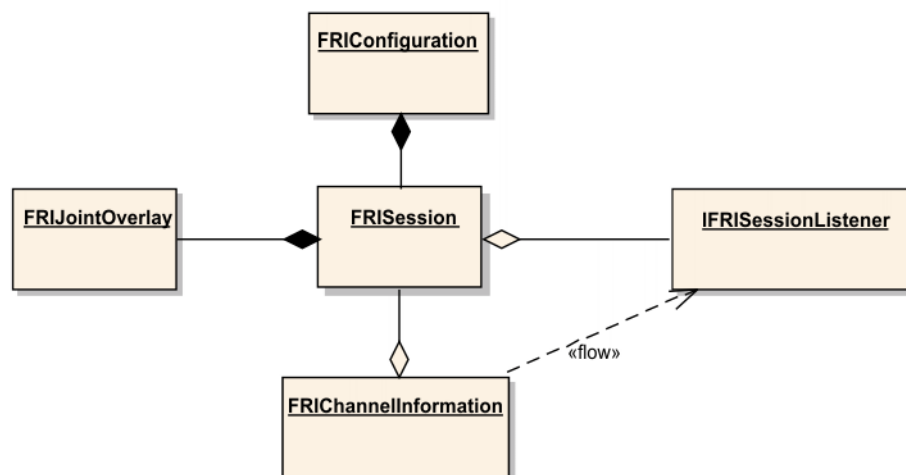 FRIConfiguration
FRIJointOverlay
FRISession
IFRISessionListener
«flow»
FRIChannelInformation